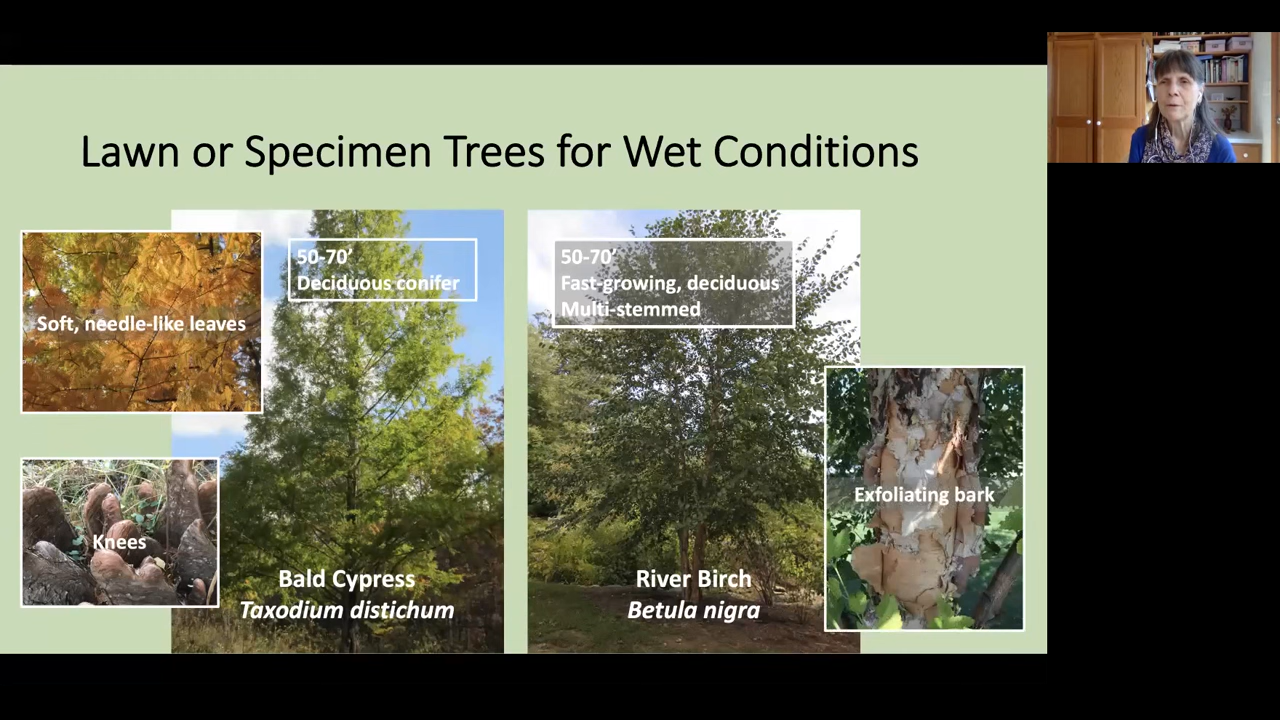 Lawn or Specimen Trees for Wet Conditions
Soft, needle-like leaves
50-70’
Deciduous conifer
Knees
Bald Cypress
Taxodium distichum
50-70’
Fast-growing, deciduous
Multi-stemmed
Exfoliating bark
River Birch
Betula nigra